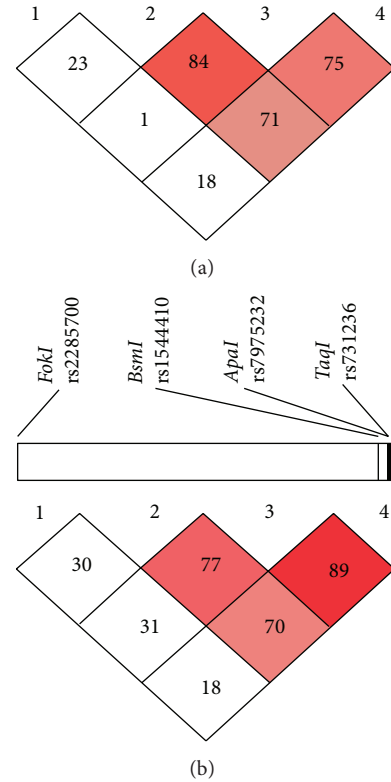 1 2 3 4
23 84 75
1 71
18
(a)
FokI
rs2285700
BsmI
rs1544410
ApaI
rs7975232
TaqI
rs731236
1 2 3 4
30 77 89
31 70
18
(b)